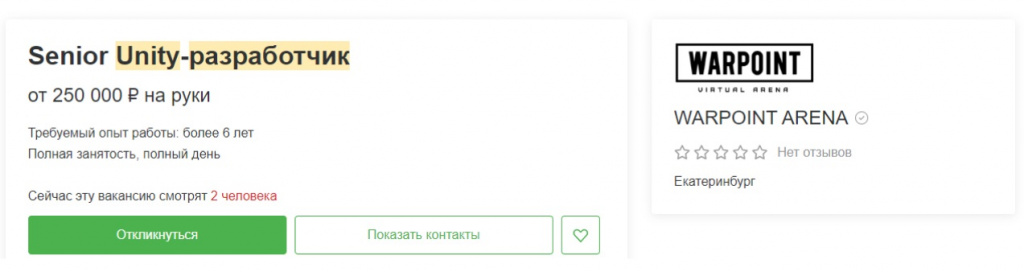 Senior Unity-разработчик
от 250 000 ₽ на руки
Требуемый опыт работы: более 6 лет
Полная занятость, полный день
Сейчас эту вакансию смотрят 2 человека
Откликнуться
Показать контакты
WARPOINT
VIRTUAL ARENA
WARPOINT ARENA
Нет отзывов
Екатеринбург